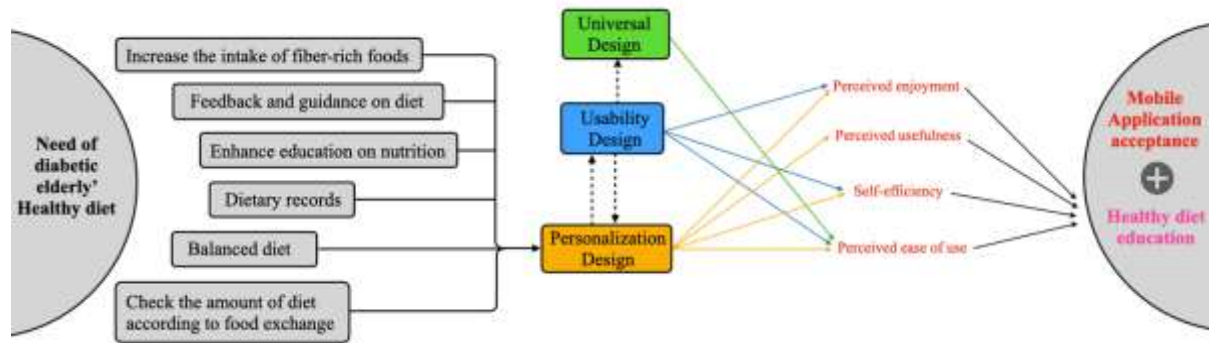 Need of
diabetic
elderly'
Healthy diet
Increase the intake of fiber-rich foods
Feedback and guidance on diet
Enhance education on nutrition
Dietary records
Balanced diet
Check the amount of diet
according to food exchange
Universal
Design
Usability
Design
Personalization
Design
Perceived enjoyment
Perceived usefulness
Self-efficiency
Perceived ease of use
Mobile
Application
acceptance
+
Healthy diet
education